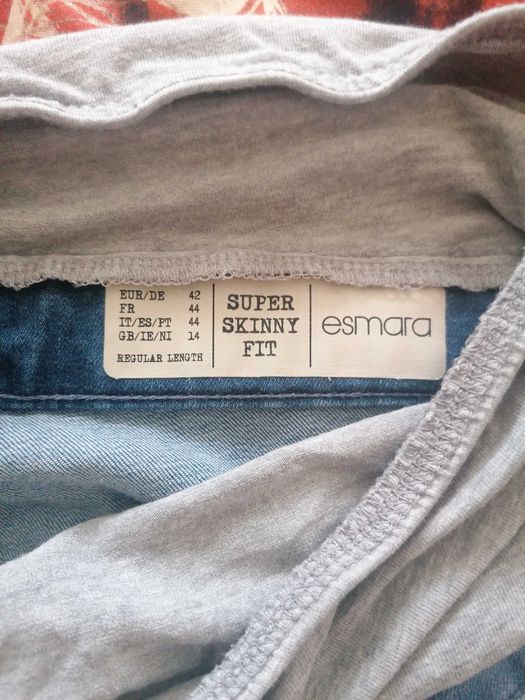 EUR/DE 42
FR 44
IT/ES/PT 44
GB/IE/NI 14
REGULAR LENGTH
SUPER
SKINNY
FIT
esmara